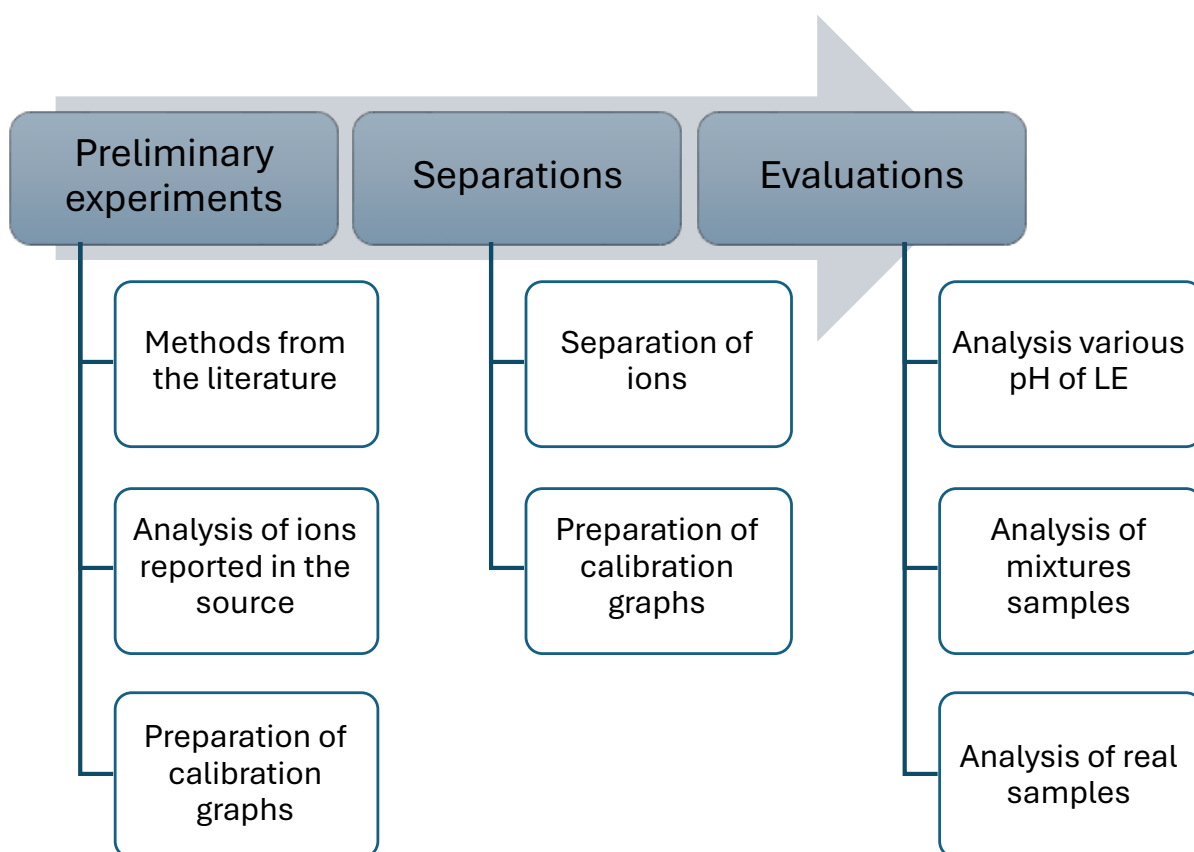 Preliminary
experiments
Separations
Evaluations
Methods from
the literature
Analysis of ions
reported in the
source
Preparation of
calibration
graphs
Separation of
ions
Preparation of
calibration
graphs
Analysis various
pH of LE
Analysis of
mixtures
samples
Analysis of real
samples